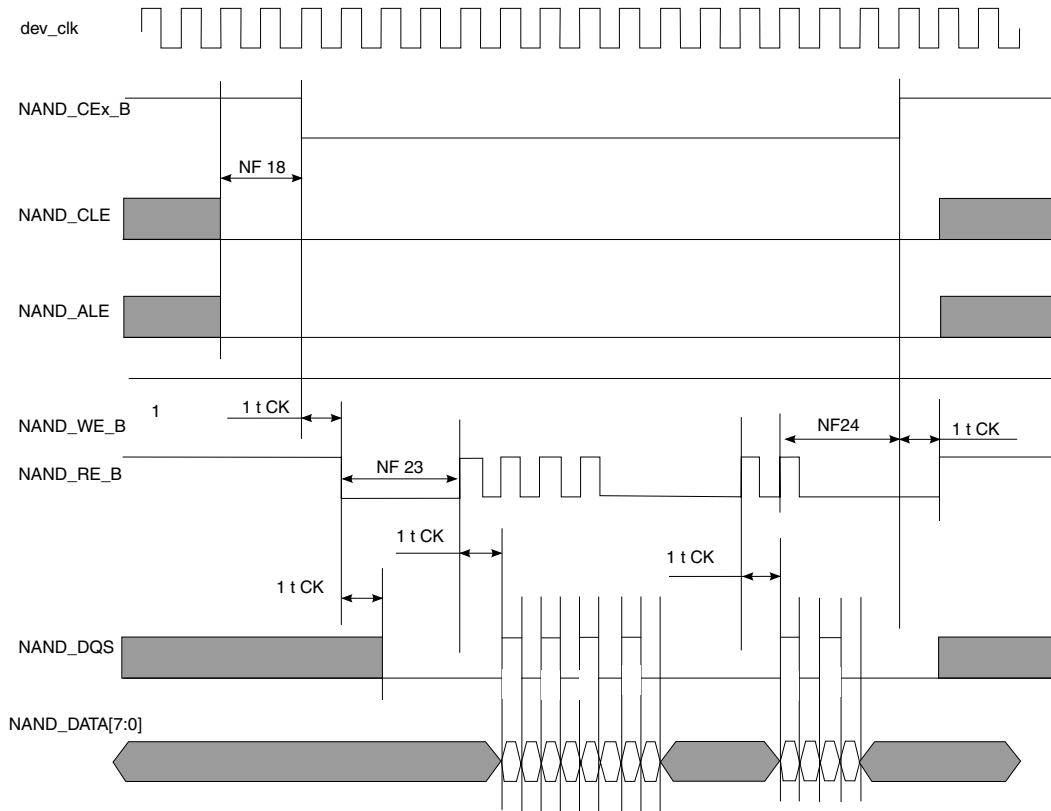 dev_clk
NAND_CEx_B
NF 18
NAND_CLE
NAND_ALE
1
1 t CK
NAND_WE_B
NF24
1 t CK
NAND_RE_B
NF 23
1 t CK
1 t CK
1 t CK
NAND_DQS
NAND_DATA[7:0]